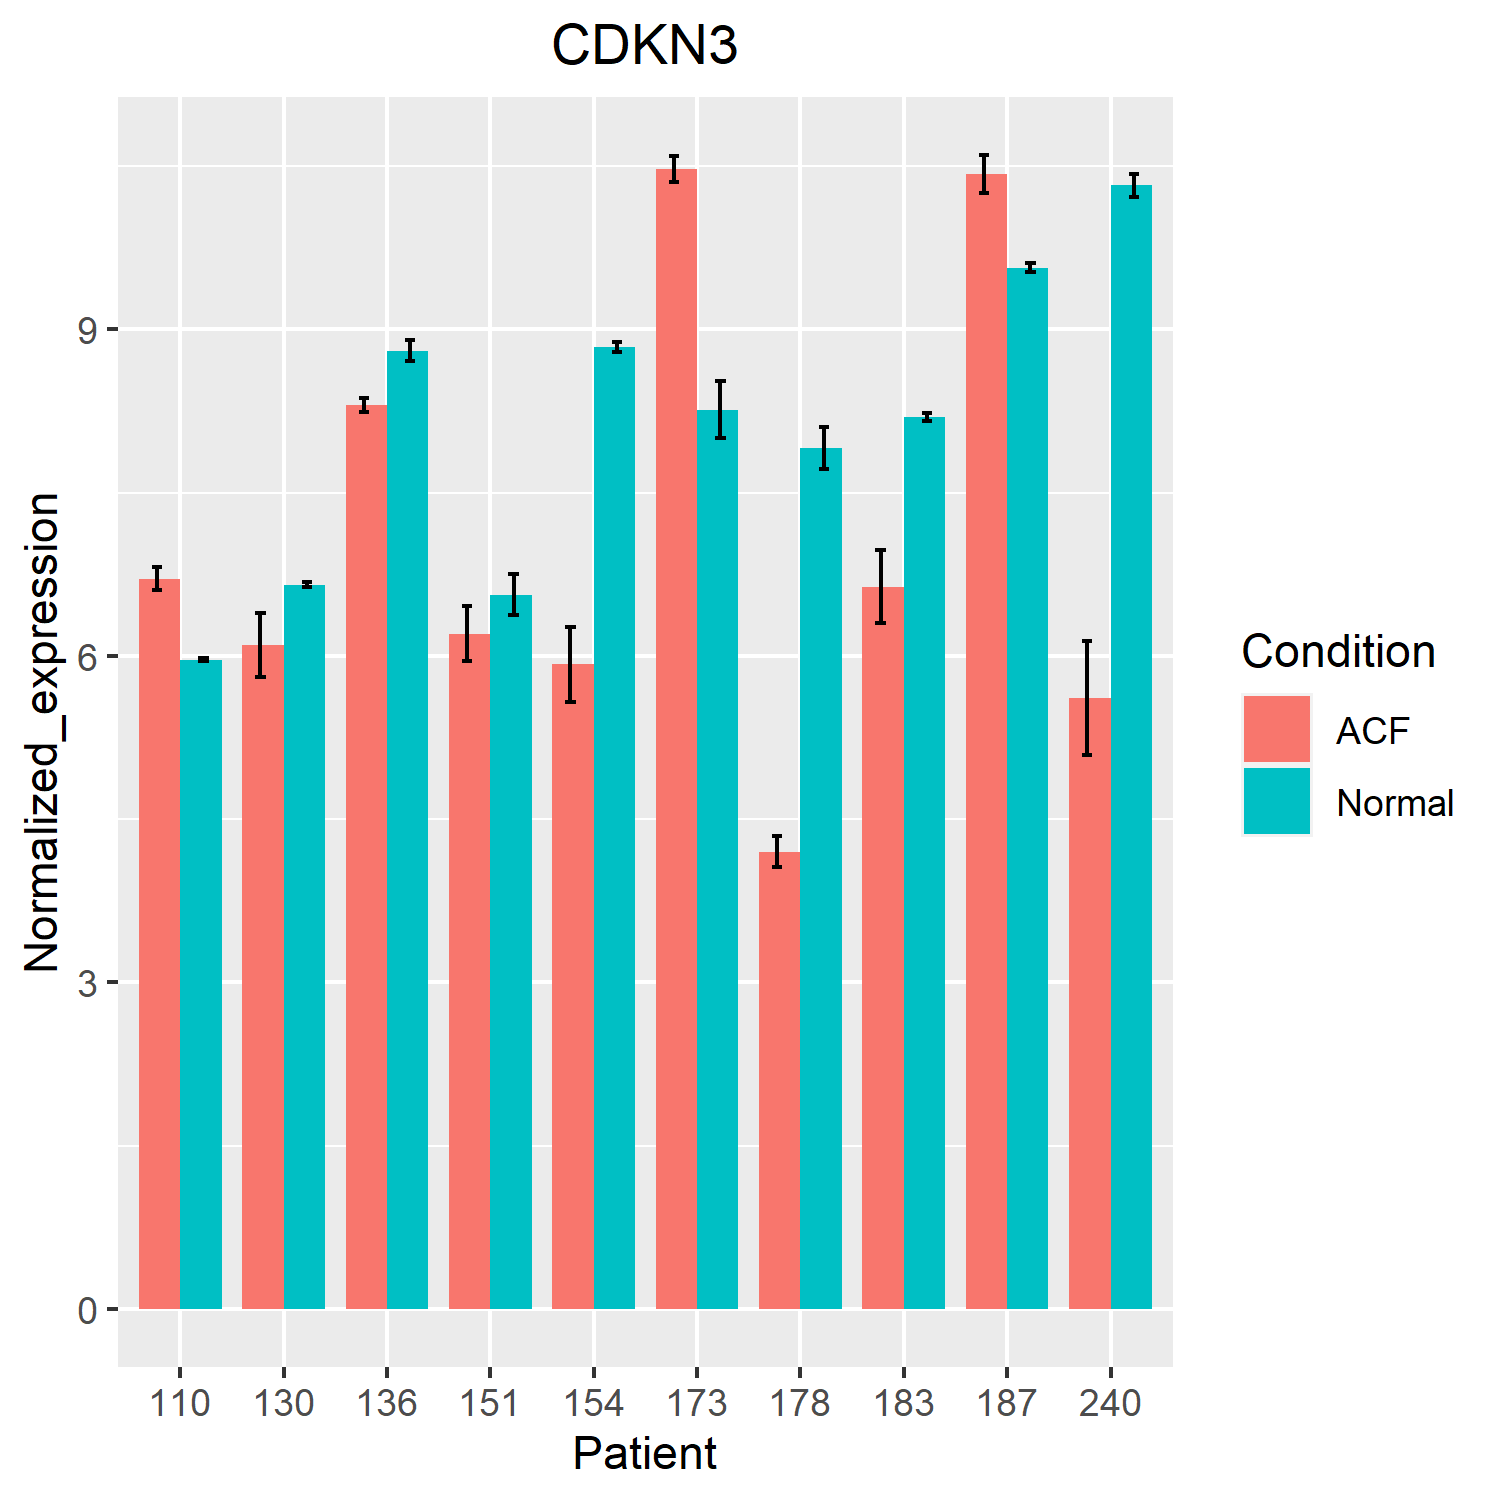 CDKN3
Normalized_expression
9
6
3
0
110 130 136 151 154 173 178 183 187 240
Patient
Condition
ACF
Normal